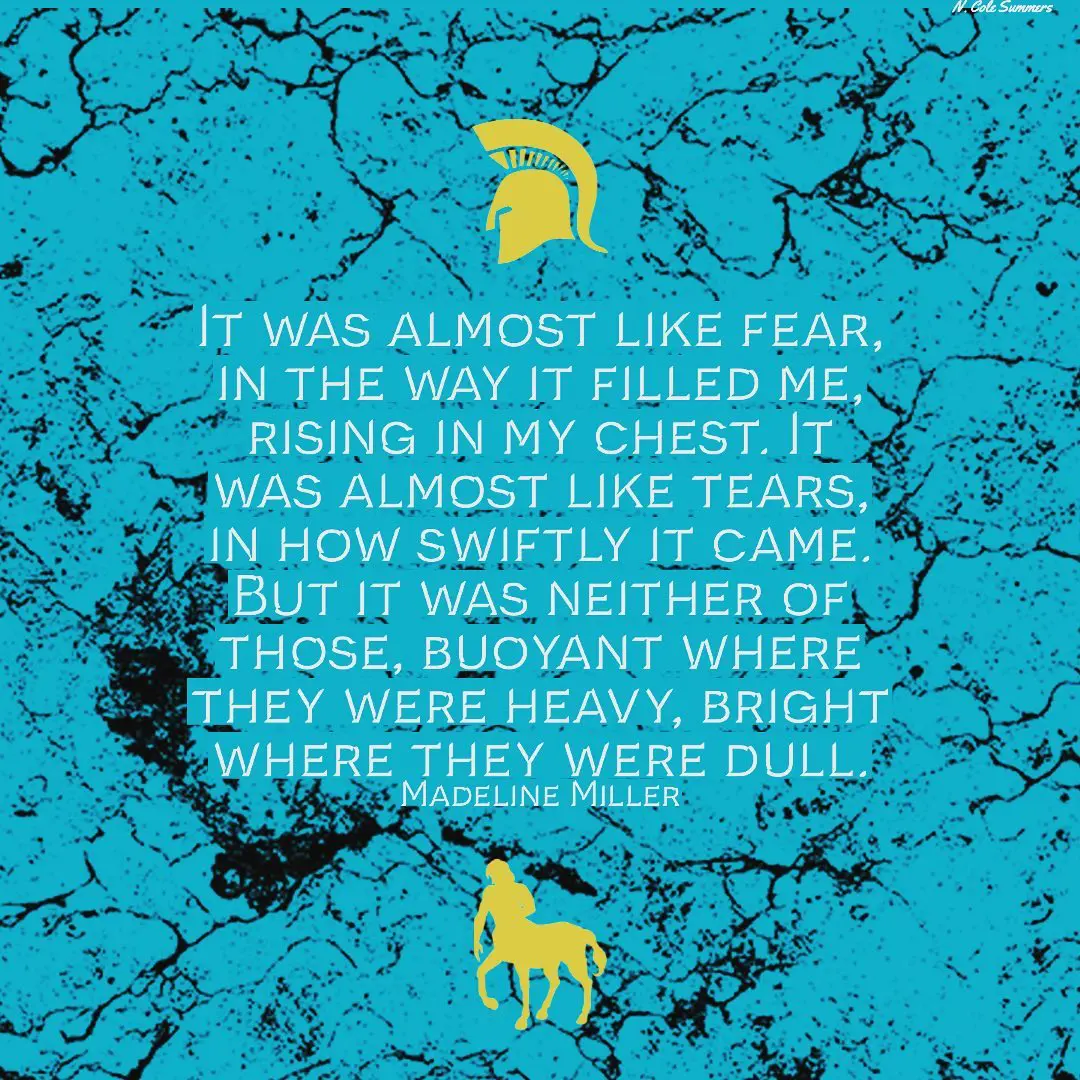 N. Cole Summers
It was almost like fear,
in the way it filled me,
rising in my chest. It
was almost like tears,
in how swiftly it came.
But it was neither of
those, buoyant where
they were heavy, bright
where they were dull.
Madeline Miller